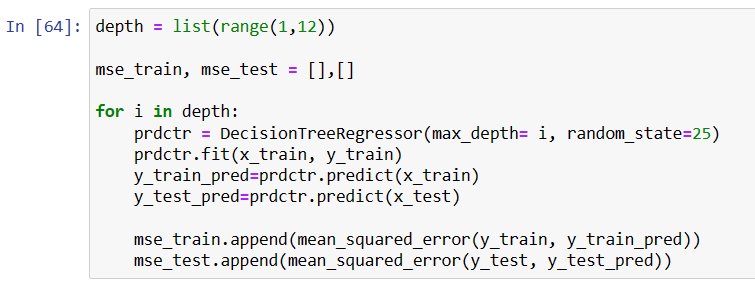 In [64]: depth = list(range(1,12))
mse_train, mse_test = [],[]
for i in depth:
prdctr = DecisionTreeRegressor(max_depth= i, random_state=25)
prdctr.fit(x_train, y_train)
y_train_pred=prdctr.predict(x_train)
y_test_pred=prdctr.predict(x_test)
mse_train.append(mean_squared_error(y_train, y_train_pred))
mse_test.append(mean_squared_error(y_test, y_test_pred))